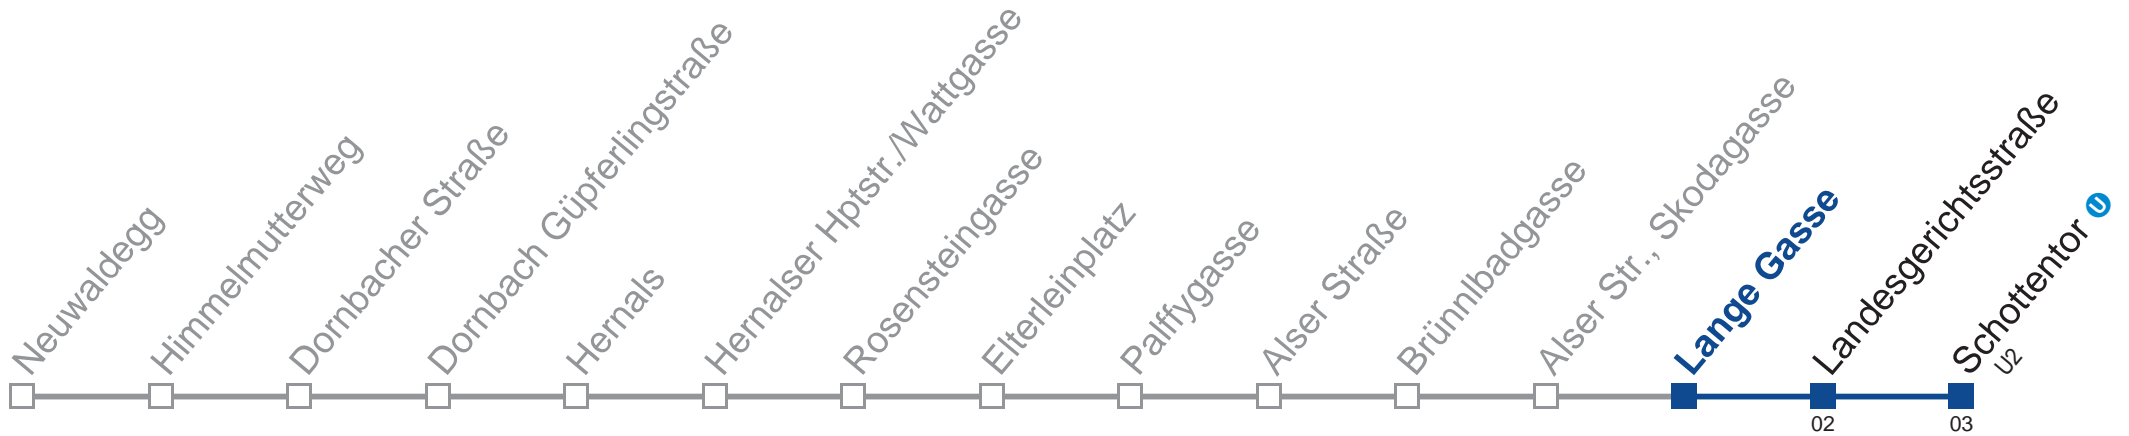 Neuwaldegg
Himmelmutterweg
Dornbacher Straße
Dornbach Güpferlingstraße
Hernals
Hernalser Hptstr./Wattgasse
Rosensteingasse
Elterleinplatz
Palffygasse
Alser Straße
Brünnlbadgasse
Alser Str., Skodagasse
Lange Gasse
Landesgerichtsstraße
Schottentor U
U2
02
03